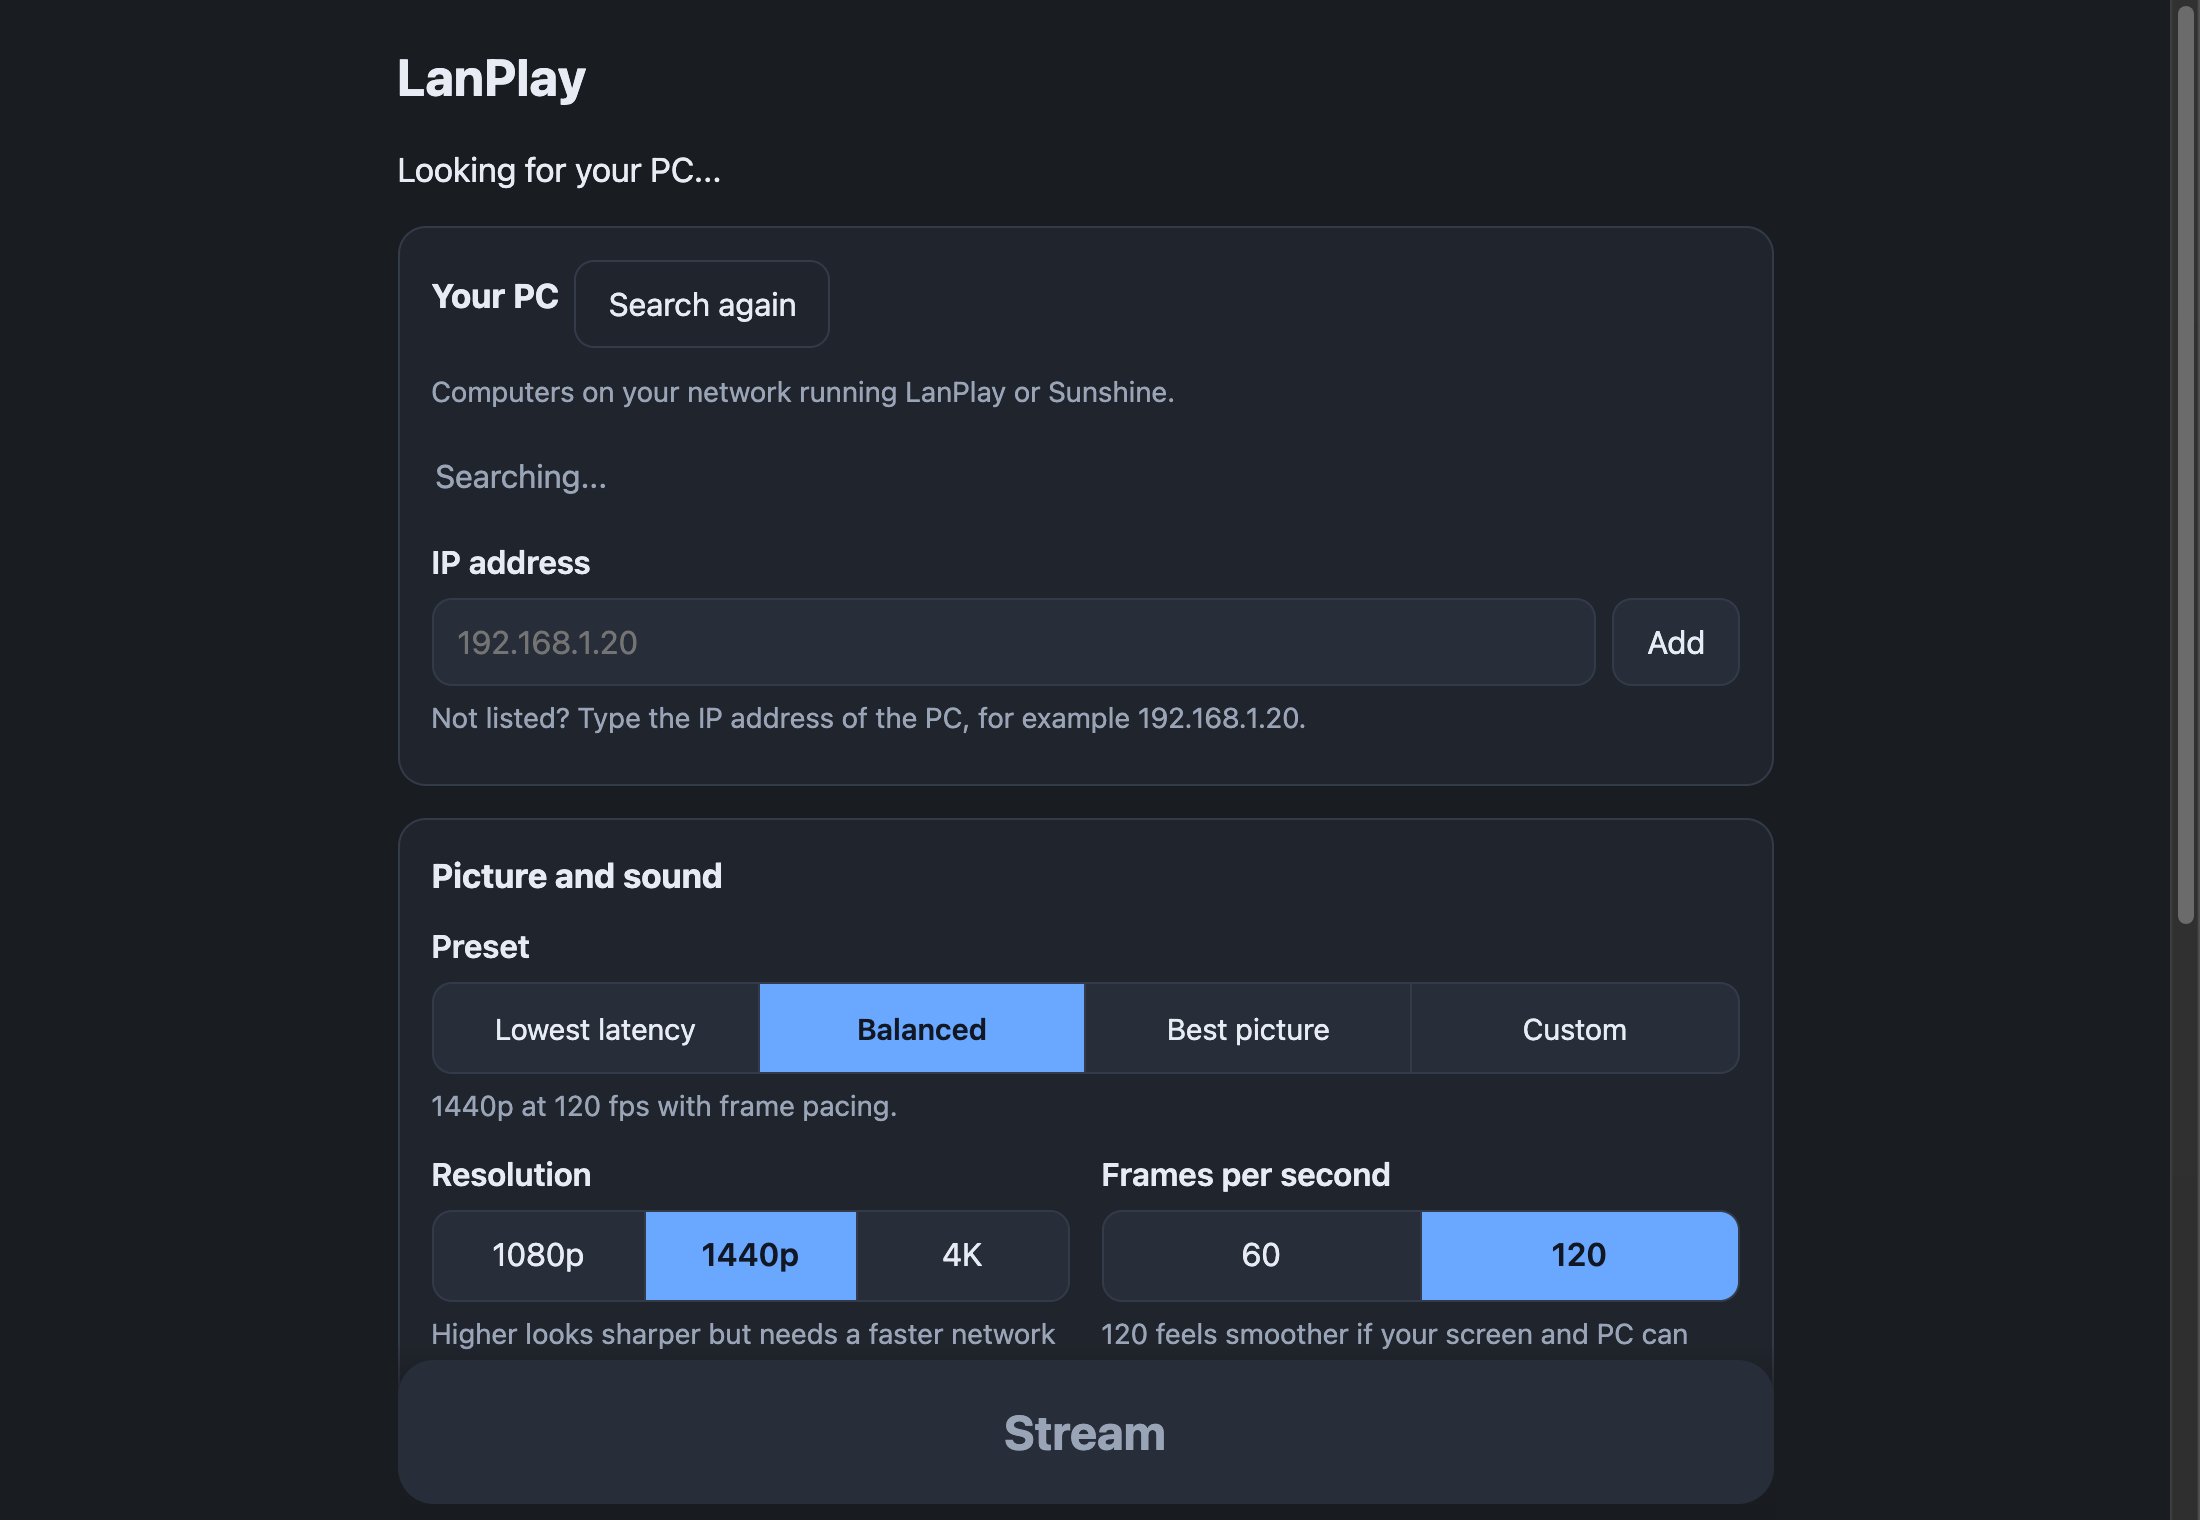 LanPlay
Looking for your PC...
Your PC
Search again
Computers on your network running LanPlay or Sunshine.
Searching...
IP address
192.168.1.20
Add
Not listed? Type the IP address of the PC, for example 192.168.1.20.
Picture and sound
Preset
Lowest latency
Balanced
Best picture
Custom
1440p at 120 fps with frame pacing.
Resolution
1080p
1440p
4K
Higher looks sharper but needs a faster network
Frames per second
60
120
120 feels smoother if your screen and PC can
Stream